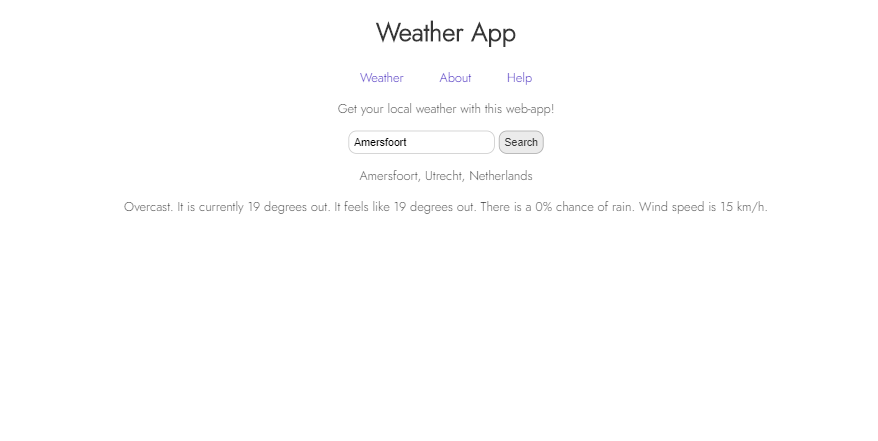 Weather App
Weather About Help
Get your local weather with this web-app!
Amersfoort Search
Amersfoort, Utrecht, Netherlands
Overcast. It is currently 19 degrees out. It feels like 19 degrees out. There is a 0% chance of rain. Wind speed is 15 km/h.